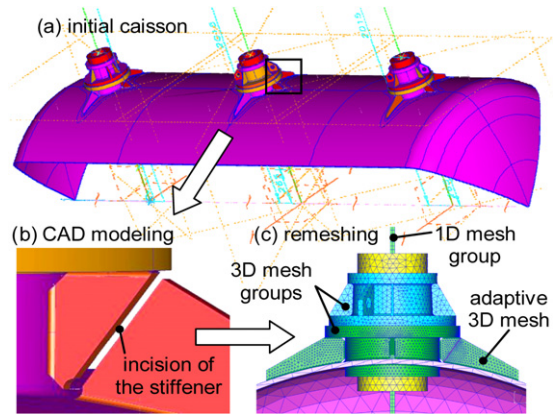 (a) initial caisson
(b) CAD modeling
incision of
the stiffener
(c) remeshing
1D mesh
group
3D mesh
groups
adaptive
3D mesh